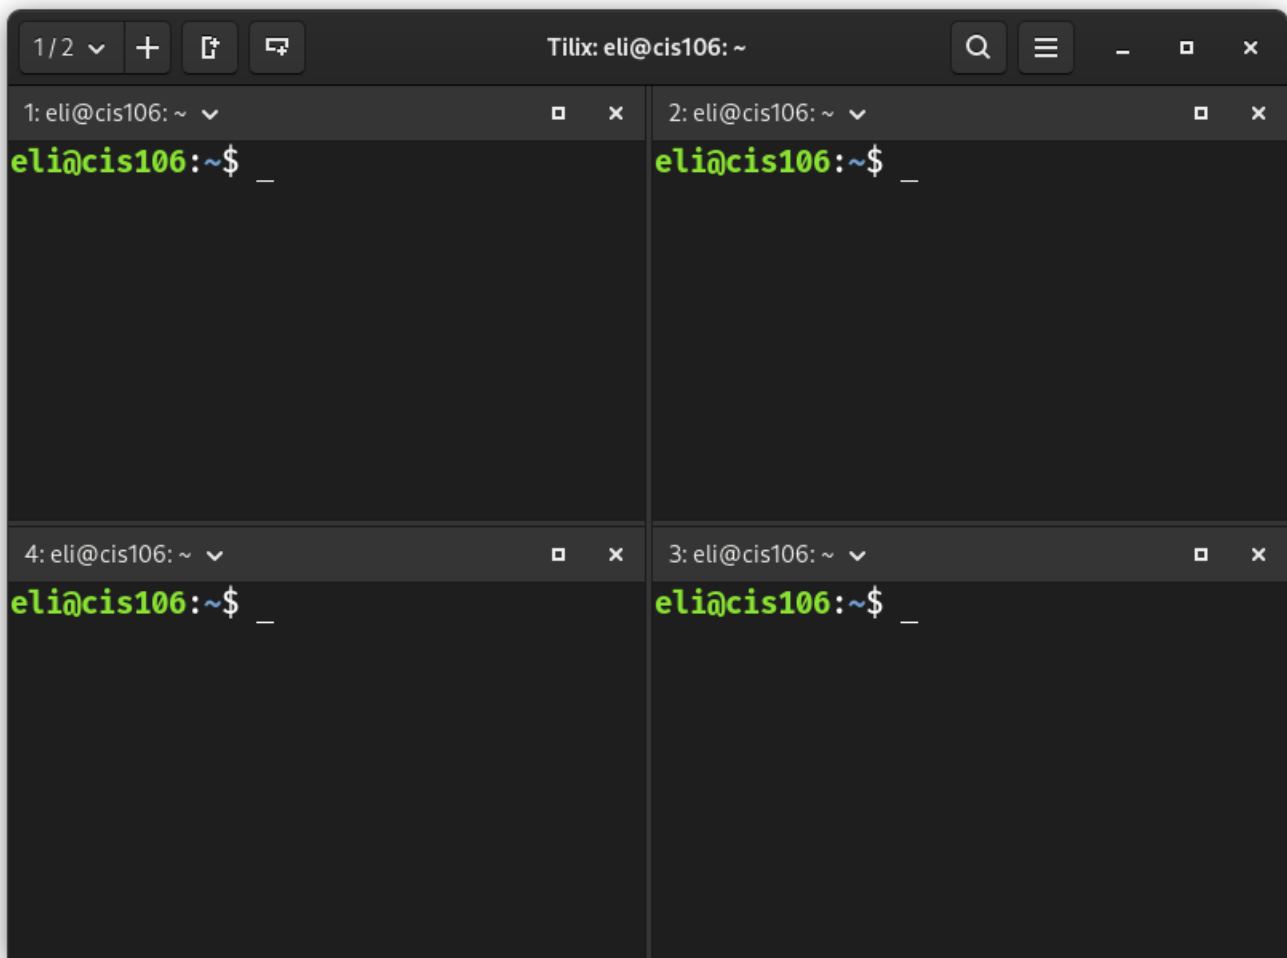 1/2 Tilix: eli@cis106: ~
1: eli@cis106: ~
2: eli@cis106: ~
eli@cis106:~$ _
eli@cis106:~$ _
4: eli@cis106: ~
3: eli@cis106: ~
eli@cis106:~$ _
eli@cis106:~$ _